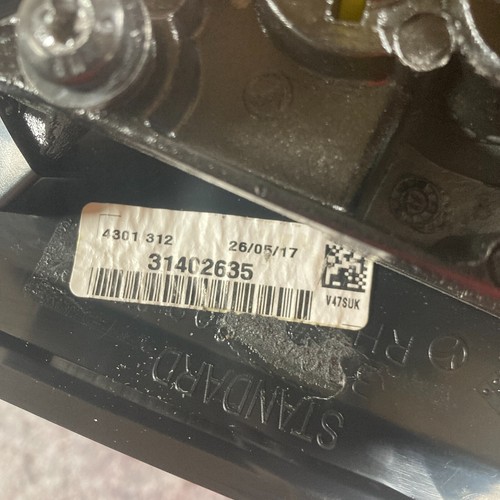 4301 312 26/05/17
31402635
V47SUK
RH
STANDARD